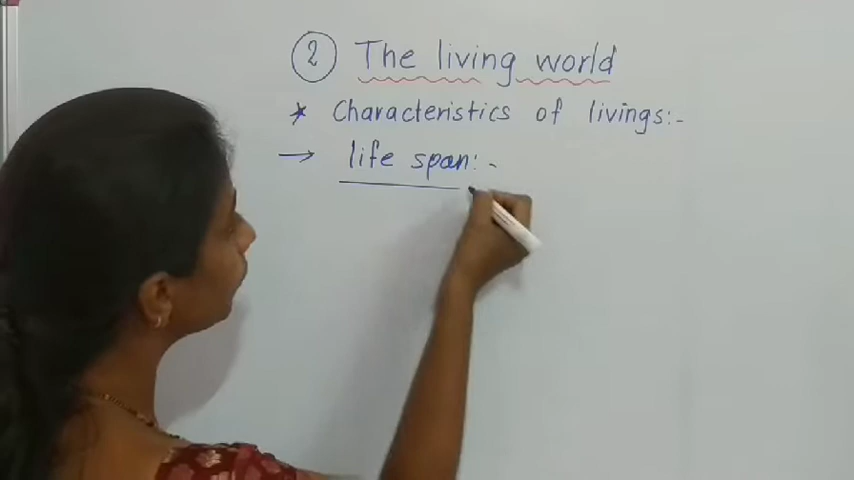 ② The living world
* Characteristics of livings:-
→ life span:-